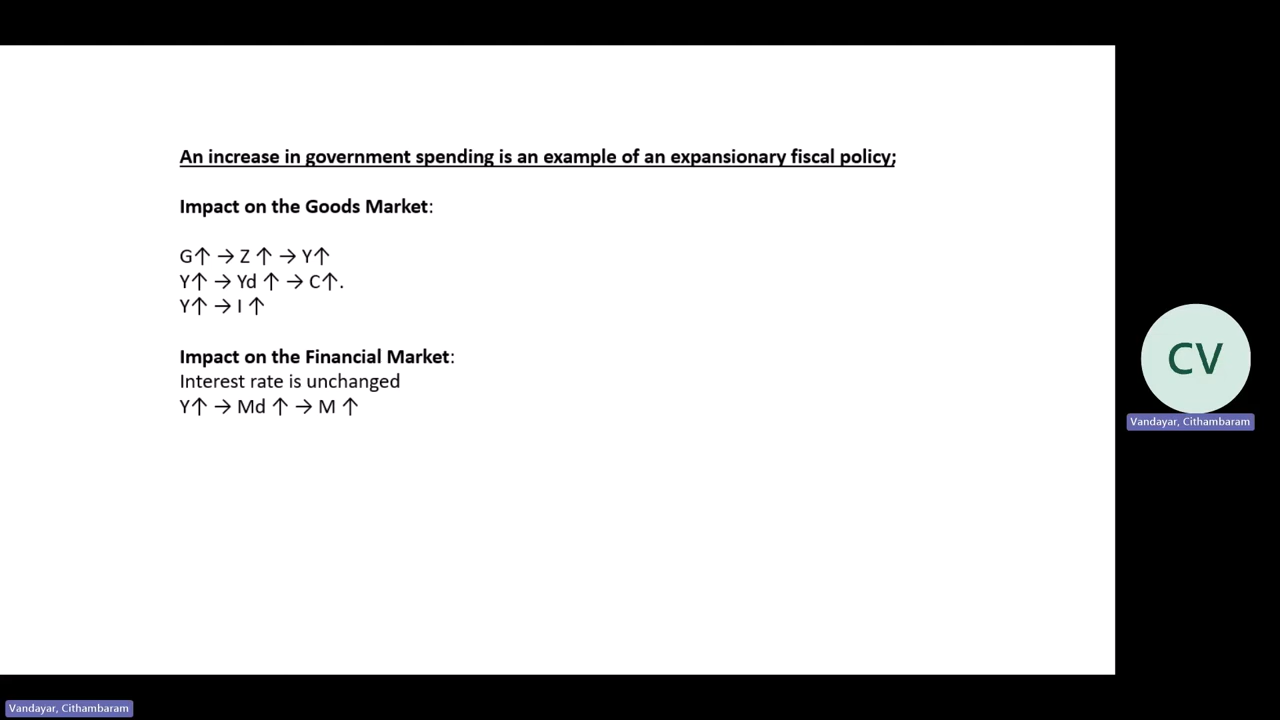 An increase in government spending is an example of an expansionary fiscal policy;
Impact on the Goods Market:
G↑ → Z ↑ → Y↑
Y↑ → Yd ↑ → C↑.
Y↑ → I ↑
Impact on the Financial Market:
Interest rate is unchanged
Y↑ → Md ↑ → M ↑
CV
Vandayar, Cithambaram
Vandayar, Cithambaram